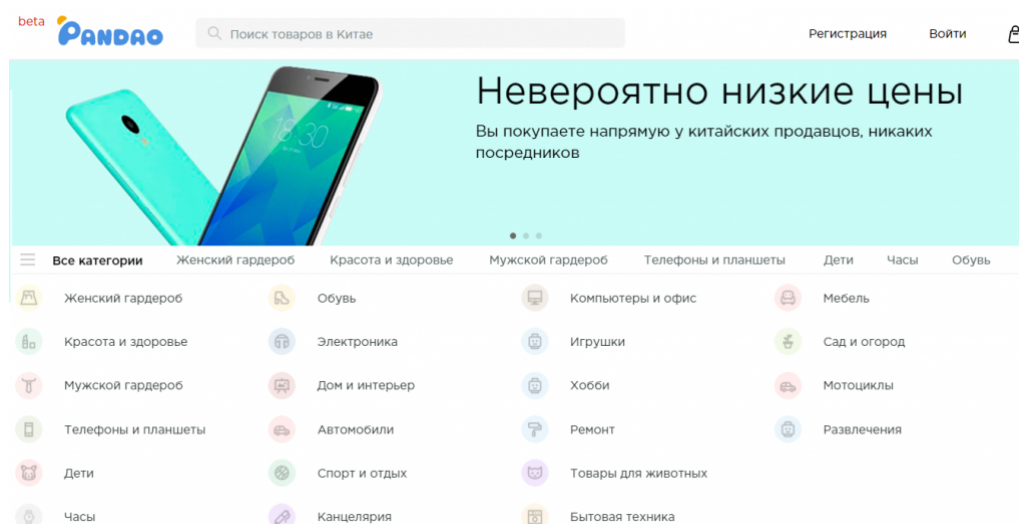 beta
PANDAO
Поиск товаров в Китае
Регистрация
Войти
18:30
Невероятно низкие цены
Вы покупаете напрямую у китайских продавцов, никаких
посредников
Все категории Женский гардероб Красота и здоровье Мужской гардероб Телефоны и планшеты Дети Часы Обувь
Женский гардероб Обувь Компьютеры и офис Мебель
Красота и здоровье Электроника Игрушки Сад и огород
Мужской гардероб Дом и интерьер Хобби Мотоциклы
Телефоны и планшеты Автомобили Ремонт Развлечения
Дети Спорт и отдых Товары для животных
Часы Канцелярия Бытовая техника